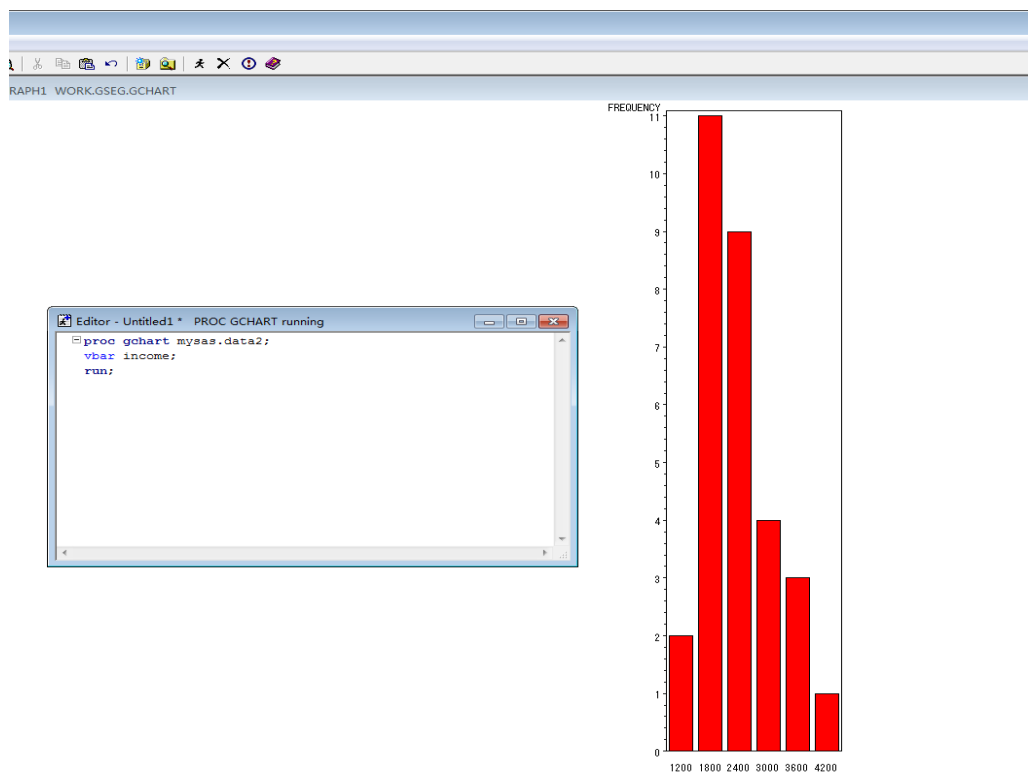 RAPH1 WORK.GSEG.GCHART
FREQUENCY
11
10
9
8
7
6
5
4
3
2
1
0
1200 1800 2400 3000 3600 4200
Editor - Untitled1 * PROC GCHART running
proc gchart mysas.data2;
vbar income;
run;